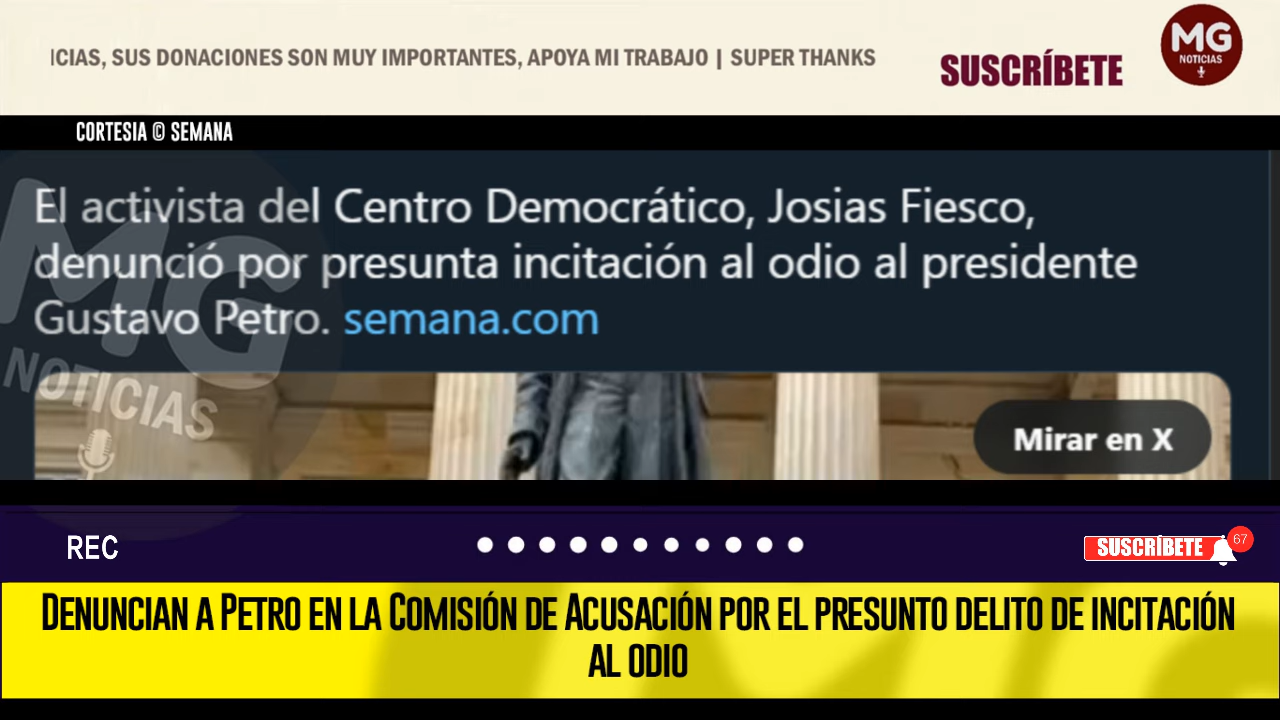 ICIAS, SUS DONACIONES SON MUY IMPORTANTES, APOYA MI TRABAJO | SUPER THANKS
SUSCRÍBETE
MG
NOTICIAS
CORTESIA © SEMANA
El activista del Centro Democrático, Josias Fiesco,
denunció por presunta incitación al odio al presidente
Gustavo Petro. semana.com
MG
NOTICIAS
Mirar en X
REC
SUSCRÍBETE
67
DENUNCIAN A PETRO EN LA COMISIÓN DE ACUSACIÓN POR EL PRESUNTO DELITO DE INCITACIÓN
AL ODIO